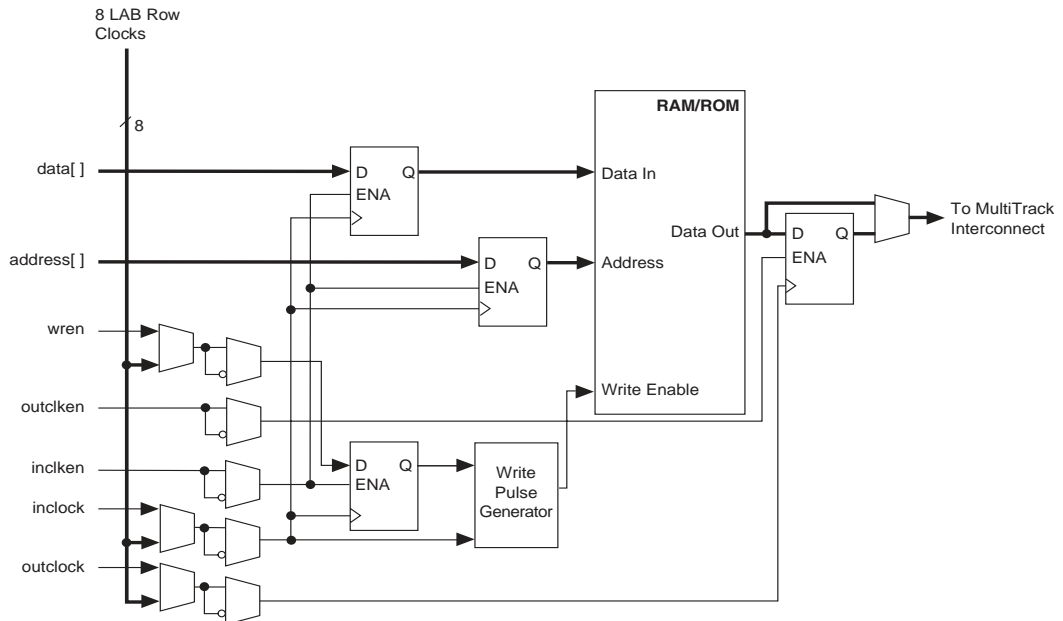 8 LAB Row
Clocks
8
RAM/ROM
data[ ]
D Q
ENA
Data In
Data Out
D Q
ENA
To MultiTrack
Interconnect
address[ ]
D Q
ENA
Address
wren
Write Enable
outclken
inclken
D Q
ENA
Write
Pulse
Generator
inclock
outclock